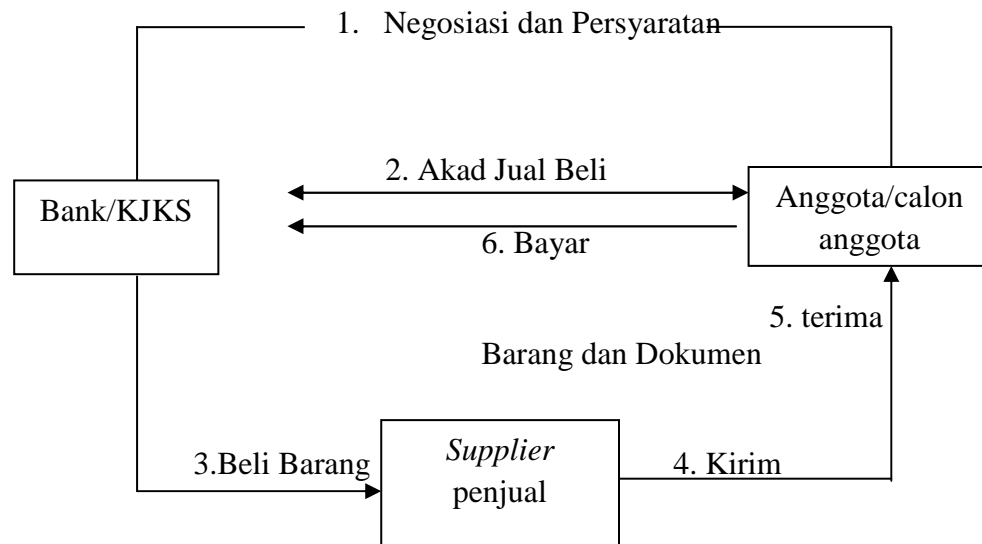 1. Negosiasi dan Persyaratan
2. Akad Jual Beli
Bank/KJKS
Anggota/calon
anggota
6. Bayar
5. terima
Barang dan Dokumen
3.Beli Barang
Supplier
penjual
4. Kirim